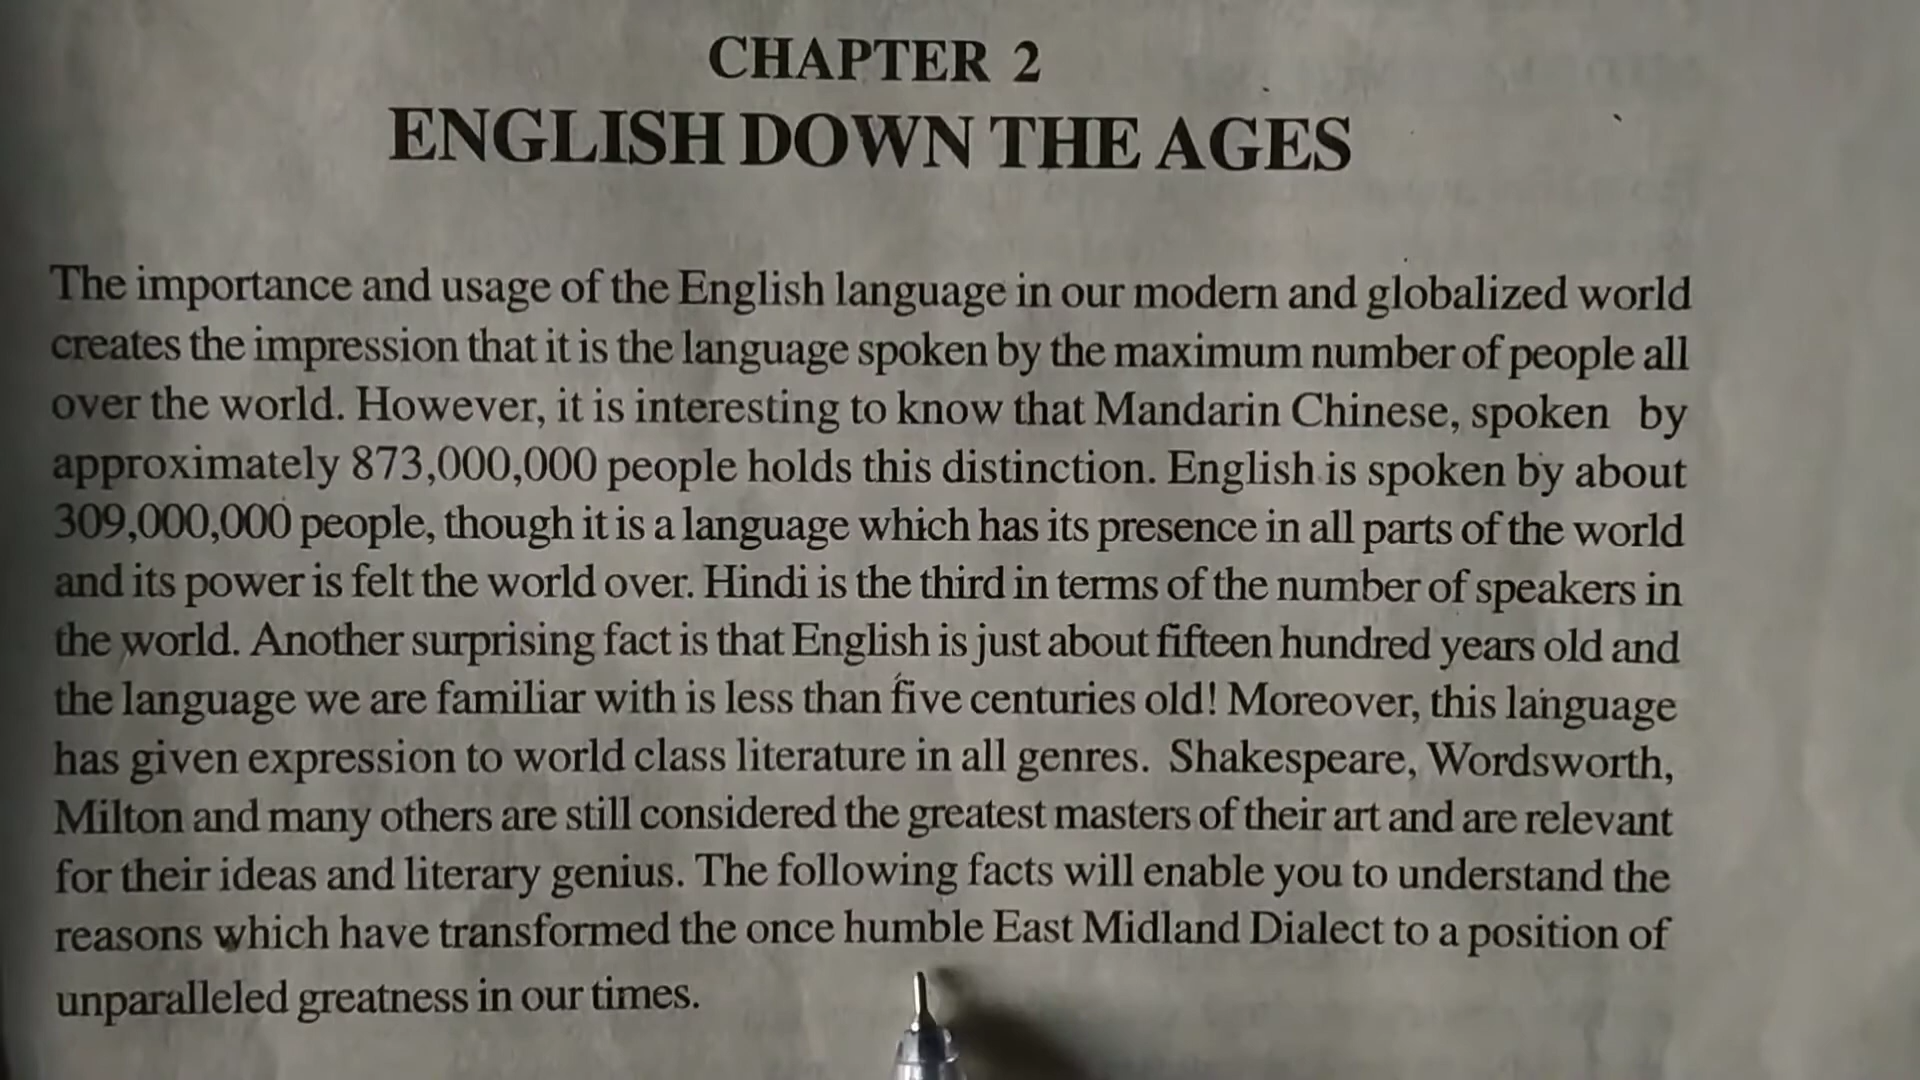 CHAPTER 2
ENGLISH DOWN THE AGES
The importance and usage of the English language in our modern and globalized world
creates the impression that it is the language spoken by the maximum number of people all
over the world. However, it is interesting to know that Mandarin Chinese, spoken by
approximately 873,000,000 people holds this distinction. English is spoken by about
309,000,000 people, though it is a language which has its presence in all parts of the world
and its power is felt the world over. Hindi is the third in terms of the number of speakers in
the world. Another surprising fact is that English is just about fifteen hundred years old and
the language we are familiar with is less than five centuries old! Moreover, this language
has given expression to world class literature in all genres. Shakespeare, Wordsworth,
Milton and many others are still considered the greatest masters of their art and are relevant
for their ideas and literary genius. The following facts will enable you to understand the
reasons which have transformed the once humble East Midland Dialect to a position of
unparalleled greatness in our times.